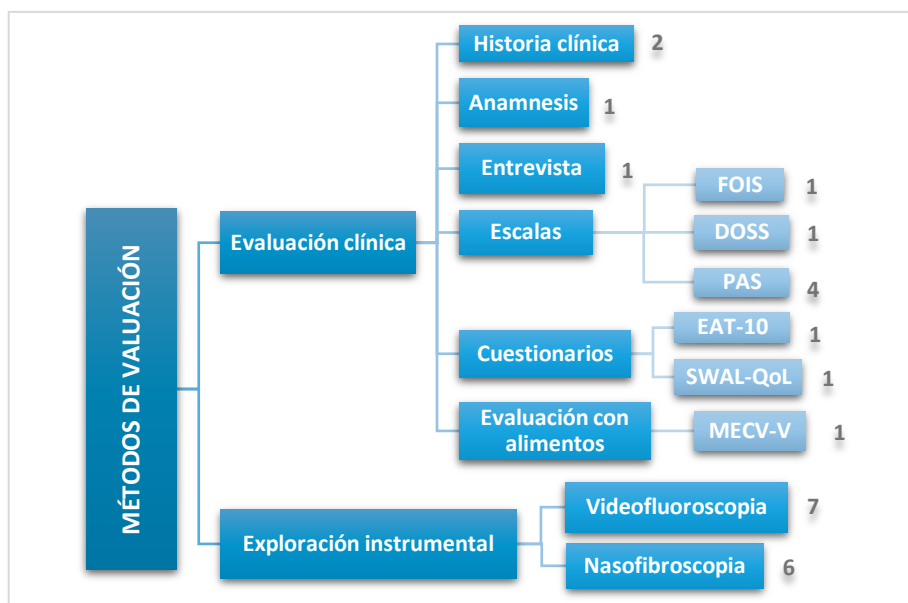 MÉTODOS DE VALUACIÓN
Evaluación clínica
Historia clínica 2
Anamnesis 1
Entrevista 1
Escalas
FOIS 1
DOSS 1
PAS 4
Cuestionarios
EAT-10 1
SWAL-QoL 1
Evaluación con
alimentos
MECV-V 1
Exploración instrumental
Videofluoroscopia 7
Nasofibroscopia 6